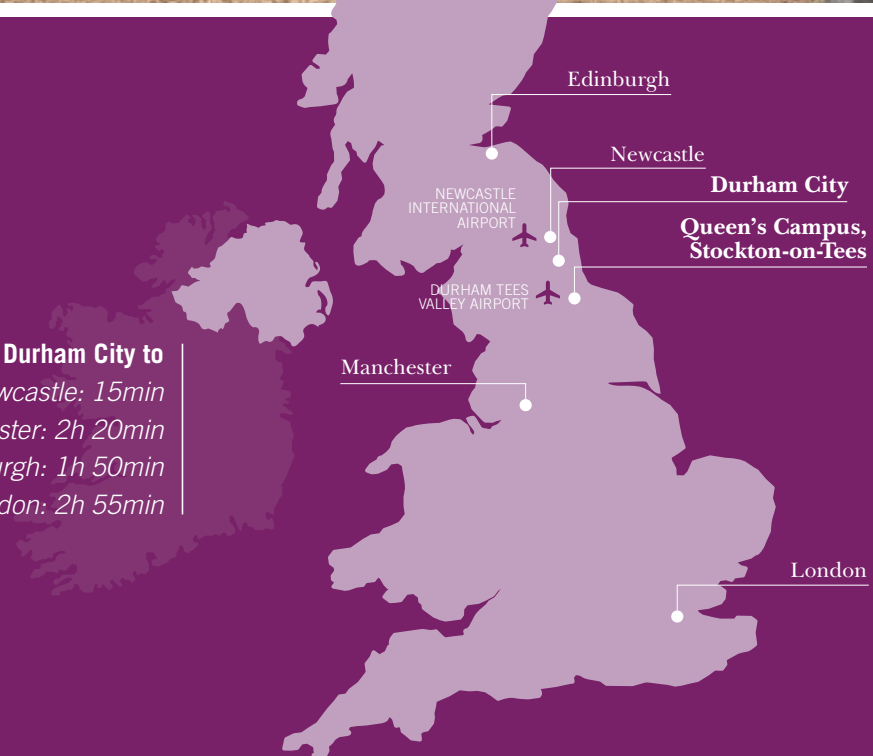 Edinburgh
Newcastle
Durham City
Queen's Campus,
Stockton-on-Tees
NEWCASTLE
INTERNATIONAL
AIRPORT
DURHAM TEES
VALLEY AIRPORT
Manchester
Durham City to
wcastle: 15min
ster: 2h 20min
urgh: 1h 50min
don: 2h 55min
London